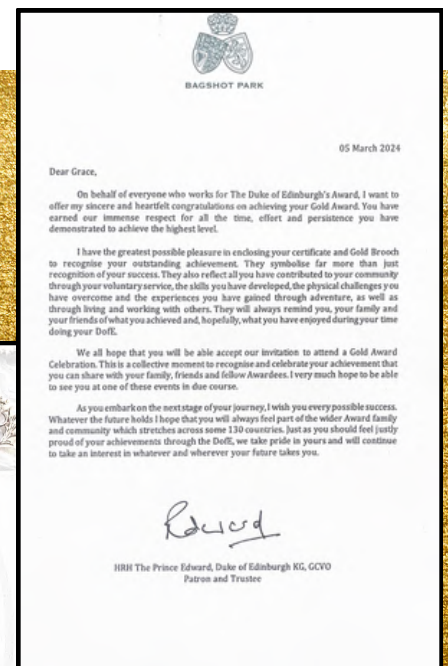 BAGSHOT PARK
05 March 2024
Dear Grace,
On behalf of everyone who works for The Duke of Edinburgh's Award, I want to
offer my sincere and heartfelt congratulations on achieving your Gold Award. You have
earned our immense respect for all the time, effort and persistence you have
demonstrated to achieve the highest level.
I have the greatest possible pleasure in enclosing your certificate and Gold Brooch
to recognise your outstanding achievement. They symbolise far more than just
recognition of your success. They also reflect all you have contributed to your community
through your voluntary service, the skills you have developed, the physical challenges you
have overcome and the experiences you have gained through adventure, as well as
through living and working with others. They will always remind you, your family and
your friends of what you achieved and, hopefully, what you have enjoyed during your time
doing your DofE.
We all hope that you will be able accept our invitation to attend a Gold Award
Celebration. This is a collective moment to recognise and celebrate your achievement that
you can share with your family, friends and fellow Awardees. I very much hope to be able
to see you at one of these events in due course.
As you embark on the next stage of your journey, I wish you every possible success.
Whatever the future holds I hope that you will always feel part of the wider Award family
and community which stretches across some 130 countries. Just as you should feel justly
proud of your achievements through the DofE, we take pride in yours and will continue
to take an interest in whatever and wherever your future takes you.
Edward
HRH The Prince Edward, Duke of Edinburgh KG, GCVO
Patron and Trustee